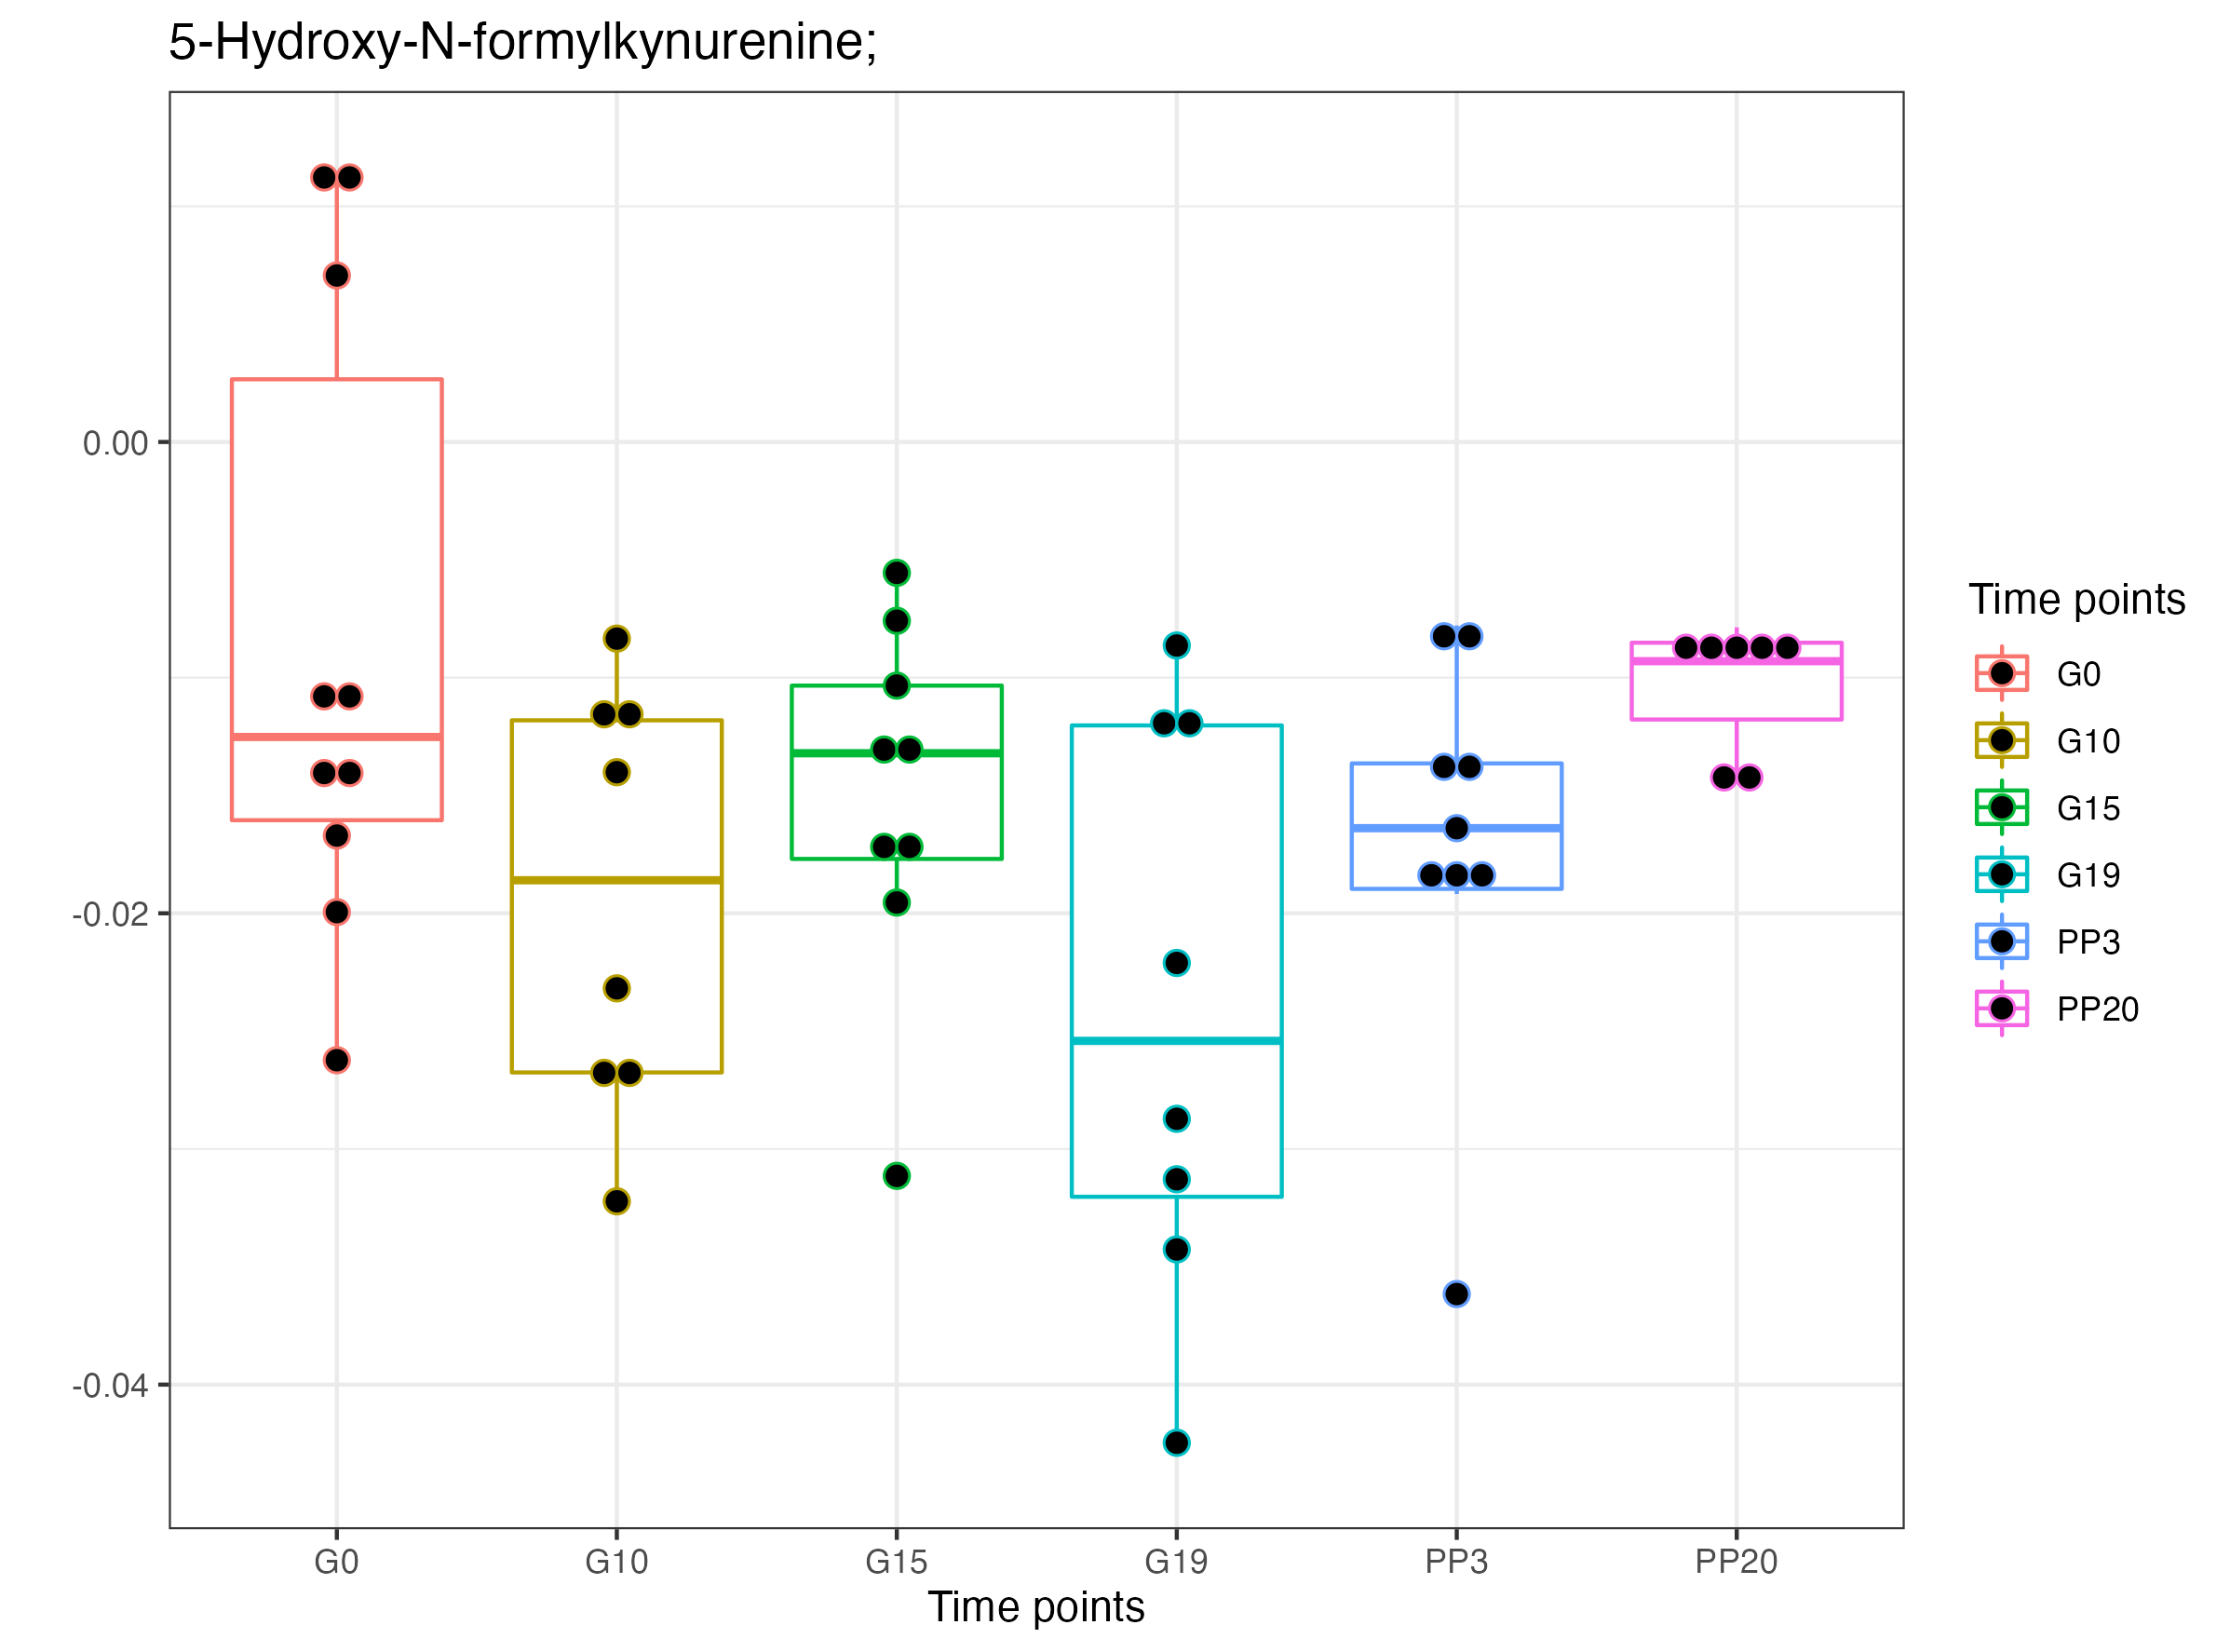 5-Hydroxy-N-formylkynurenine;
0.00
-0.02
-0.04
G0 G10 G15 G19 PP3 PP20
Time points
Time points
G0
G10
G15
G19
PP3
PP20